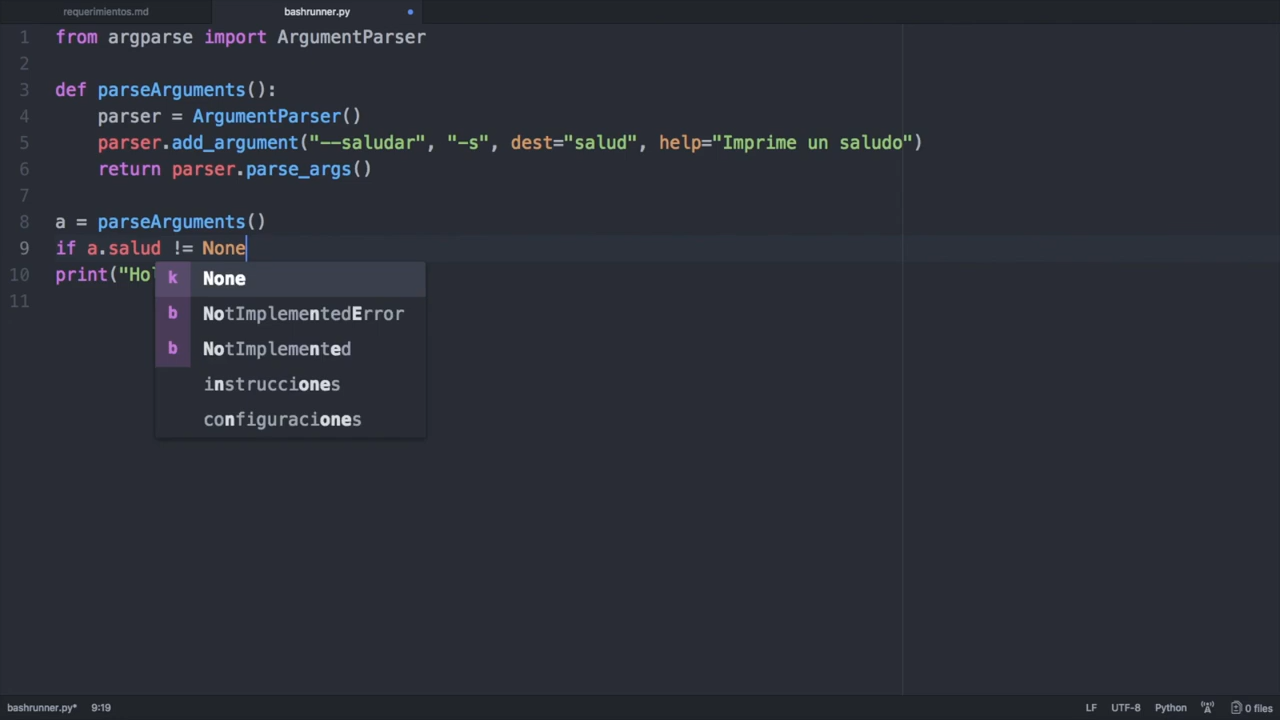 requerimientos.md
bashrunner.py
1 from argparse import ArgumentParser
2
3 def parseArguments():
4 parser = ArgumentParser()
5 parser.add_argument("--saludar", "-s", dest="salud", help="Imprime un saludo")
6 return parser.parse_args()
7
8 a = parseArguments()
9 if a.salud != None
10 print("Ho
11
k None
b NotImplementedError
b NotImplemented
instrucciones
configuraciones
bashrunner.py* 9:19 LF UTF-8 Python 0 files